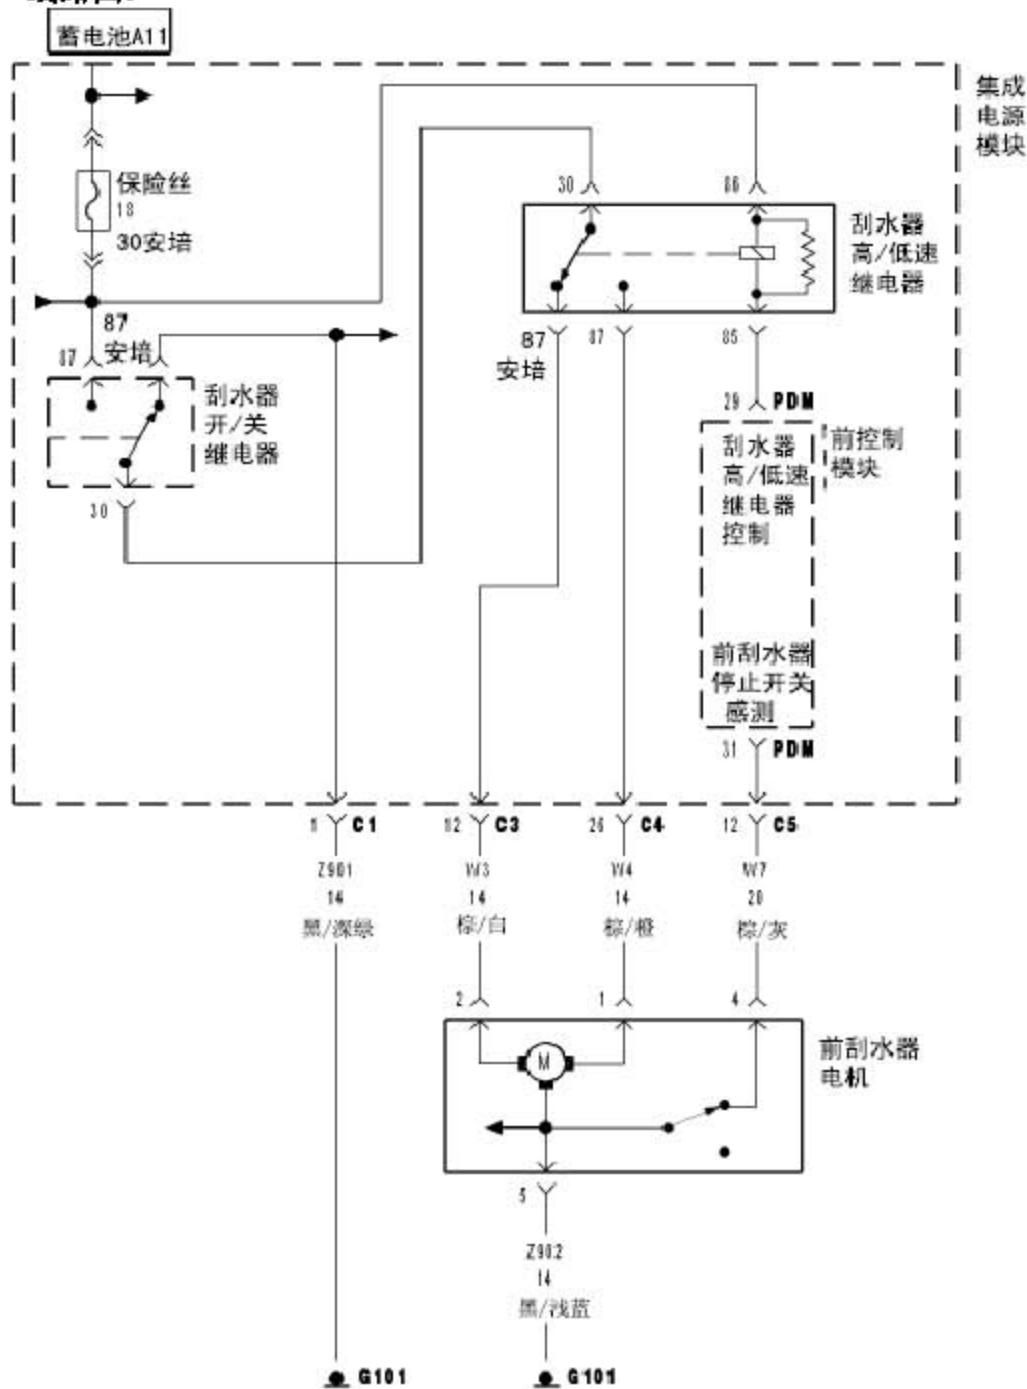 蓄电池A11
集成
电源
模块
保险丝
18
30安培
30
86
刮水器
高/低速
继电器
87
安培
87
87
安培
87
85
刮水器
开/关
继电器
30
29 PDM
刮水器
高/低速
继电器
控制
前控制
模块
前刮水器
停止开关
感测
31 PDM
1 C1
12 C3
26 C4
12 C5
Z901
14
黑/深绿
W3
14
棕/白
W4
14
棕/橙
W7
20
棕/灰
2
1
4
M
前刮水器
电机
5
Z902
14
黑/浅蓝
G101
G101